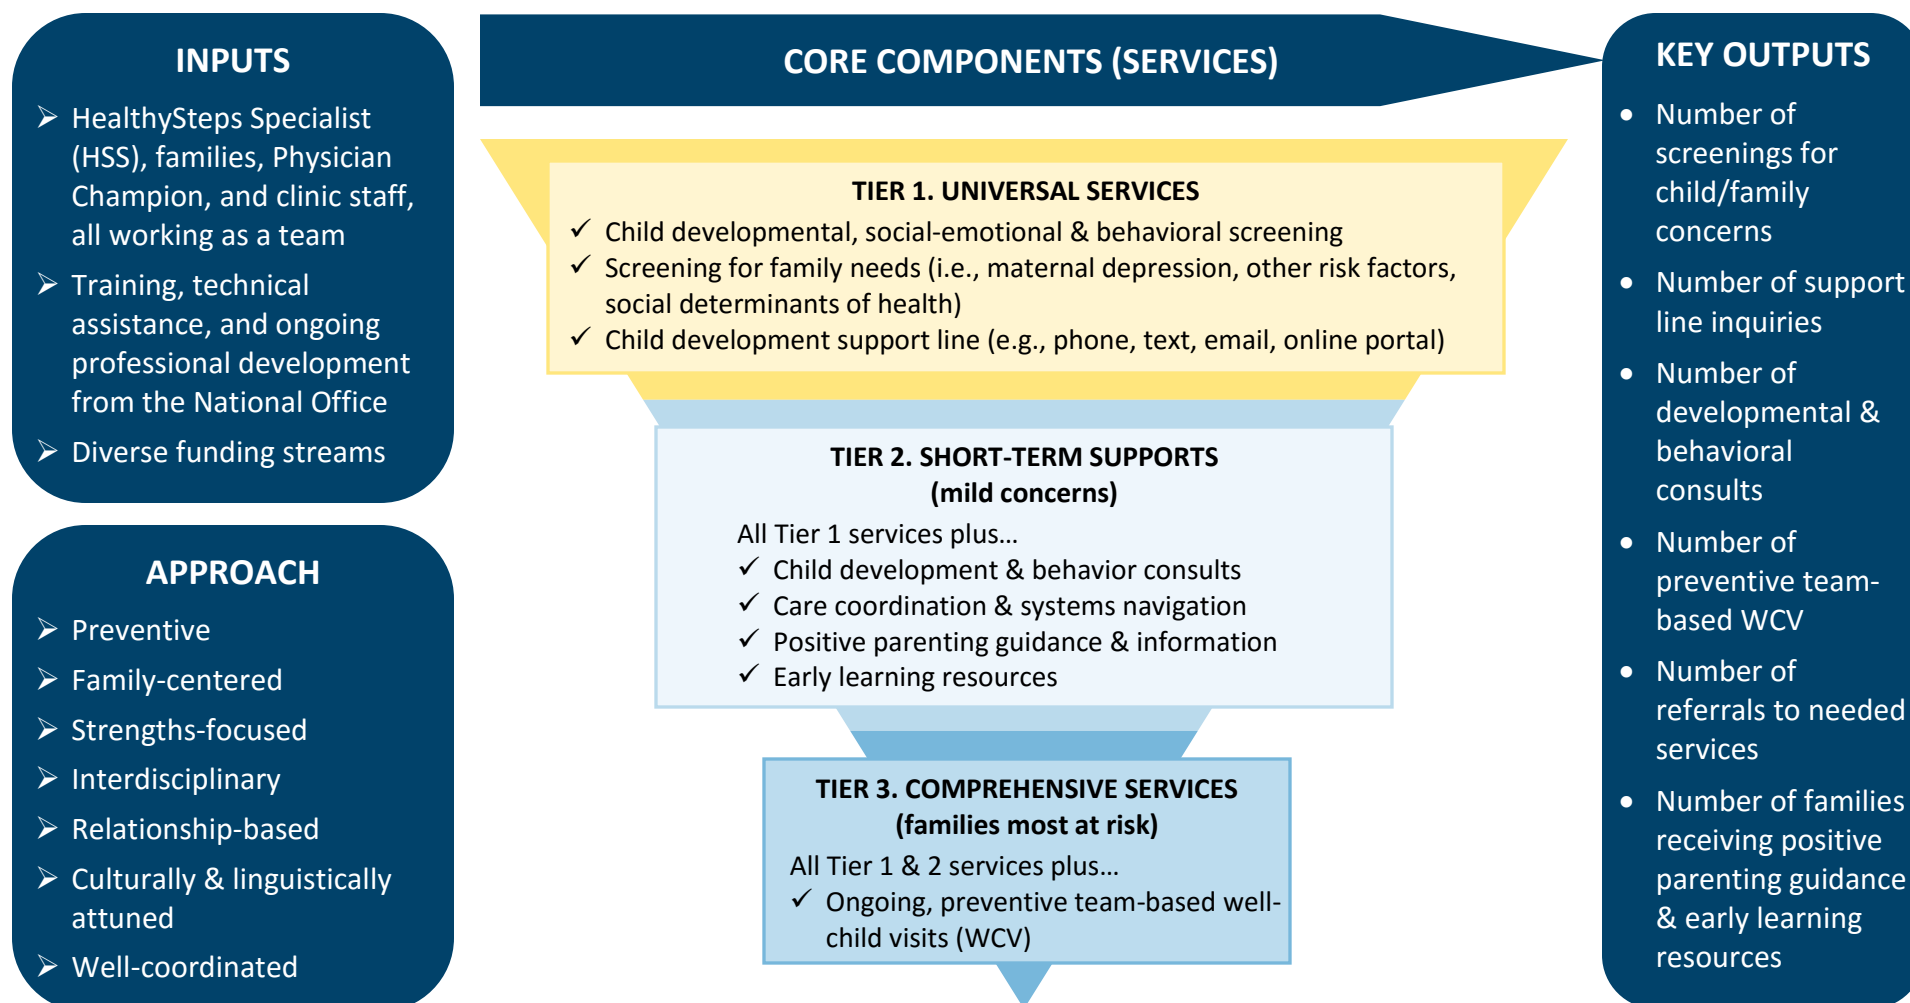 INPUTS
➢ HealthySteps Specialist
(HSS), families, Physician
Champion, and clinic staff,
all working as a team
➢ Training, technical
assistance, and ongoing
professional development
from the National Office
➢ Diverse funding streams
APPROACH
➢ Preventive
➢ Family-centered
➢ Strengths-focused
➢ Interdisciplinary
➢ Relationship-based
➢ Culturally & linguistically
attuned
➢ Well-coordinated
CORE COMPONENTS (SERVICES)
TIER 1. UNIVERSAL SERVICES
✓ Child developmental, social-emotional & behavioral screening
✓ Screening for family needs (i.e., maternal depression, other risk factors,
social determinants of health)
✓ Child development support line (e.g., phone, text, email, online portal)
TIER 2. SHORT-TERM SUPPORTS
(mild concerns)
All Tier 1 services plus…
✓ Child development & behavior consults
✓ Care coordination & systems navigation
✓ Positive parenting guidance & information
✓ Early learning resources
TIER 3. COMPREHENSIVE SERVICES
(families most at risk)
All Tier 1 & 2 services plus…
✓ Ongoing, preventive team-based well-
child visits (WCV)
KEY OUTPUTS
• Number of
screenings for
child/family
concerns
• Number of support
line inquiries
• Number of
developmental &
behavioral
consults
• Number of
preventive team-
based WCV
• Number of
referrals to needed
services
• Number of families
receiving positive
parenting guidance
& early learning
resources